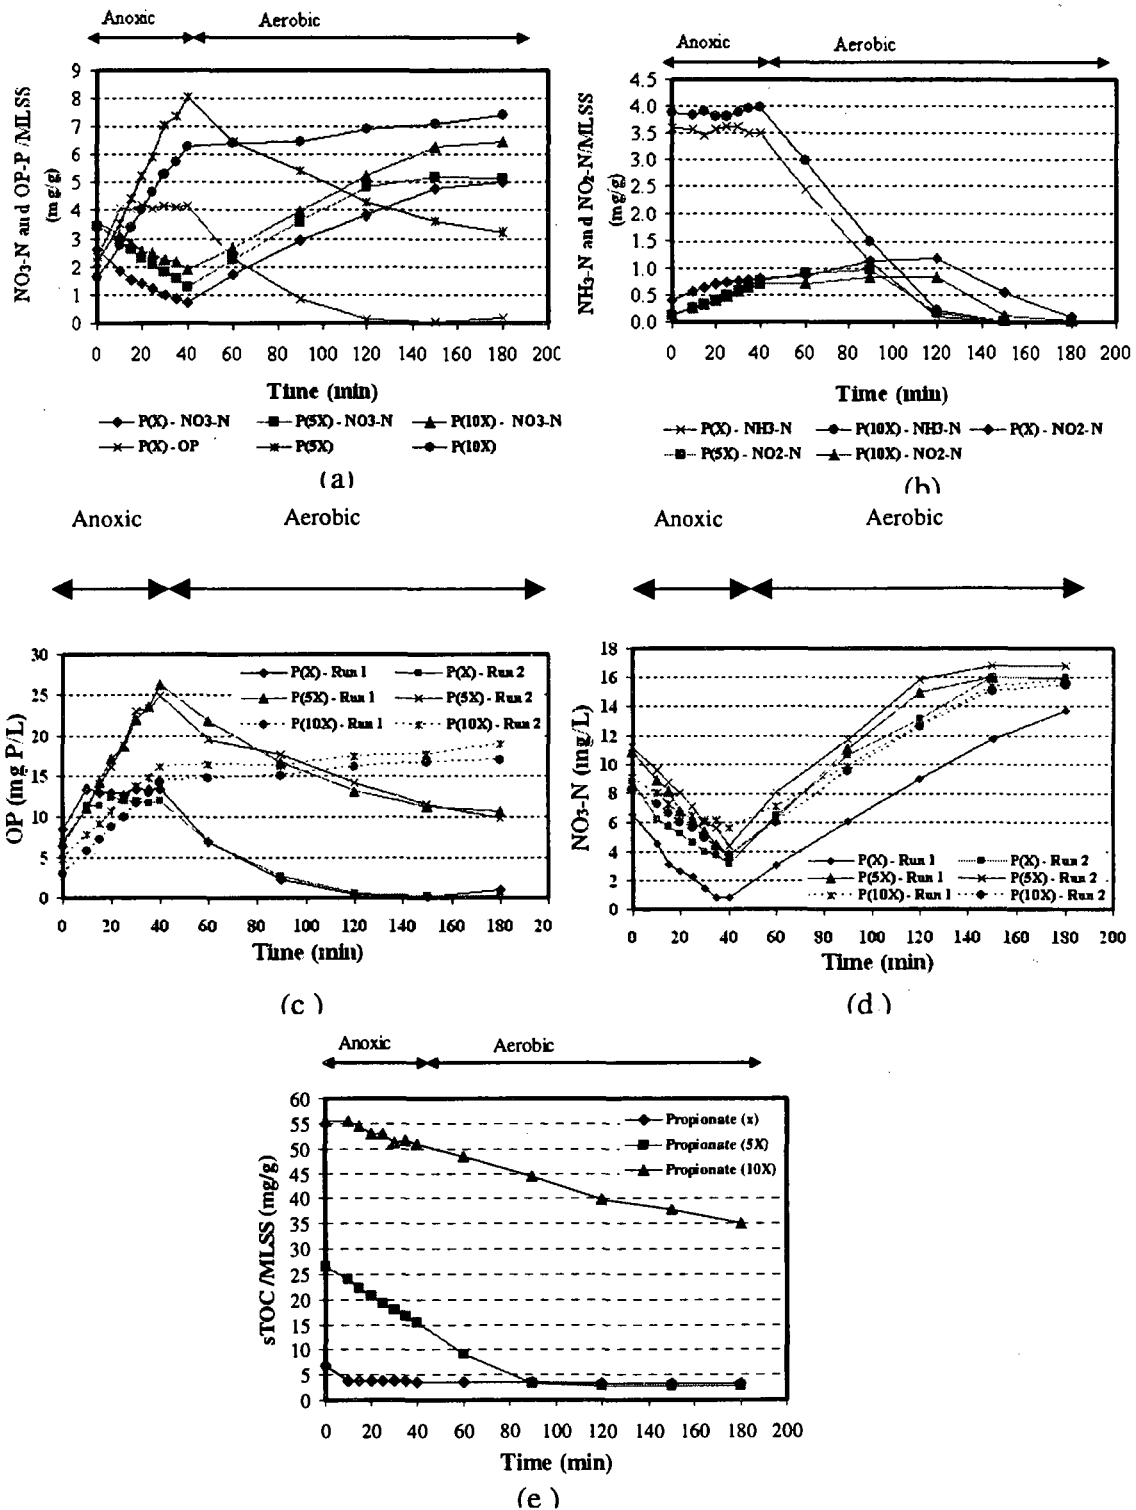 Anoxic
Aerobic
NO3-N and OP-P /MLSS
(mg/g)
9
8
7
6
5
4
3
2
1
0
0 20 40 60 80 100 120 140 160 180 200
Time (min)
P(X) - NO3-N P(5X) - NO3-N P(10X) - NO3-N
P(X) - OP P(5X) P(10X)
(a)
Anoxic
Aerobic
NH3-N and NO2-N/MLSS
(mg/g)
4.5
4.0
3.5
3.0
2.5
2.0
1.5
1.0
0.5
0.0
0 20 40 60 80 100 120 140 160 180 200
Time (min)
P(X) - NH3-N P(10X) - NH3-N P(X) - NO2-N
P(5X) - NO2-N P(10X) - NO2-N
(b)
Anoxic
Aerobic
OP (mg P/L)
30
25
20
15
10
5
0
P(X) - Run 1 P(X) - Run 2
P(5X) - Run 1 P(5X) - Run 2
P(10X) - Run 1 P(10X) - Run 2
0 20 40 60 80 100 120 140 160 180 20
Time (min)
(c )
Anoxic
Aerobic
NO3-N (mg/L)
18
16
14
12
10
8
6
4
2
0
P(X) - Run 1 P(X) - Run 2
P(5X) - Run 1 P(5X) - Run 2
P(10X) - Run 1 P(10X) - Run 2
0 20 40 60 80 100 120 140 160 180 200
Time (min)
(d )
Anoxic
Aerobic
sTOC/MLSS (mg/g)
60
55
50
45
40
35
30
25
20
15
10
5
0
Propionate (x)
Propionate (5X)
Propionate (10X)
0 20 40 60 80 100 120 140 160 180 200
Time (min)
(e )